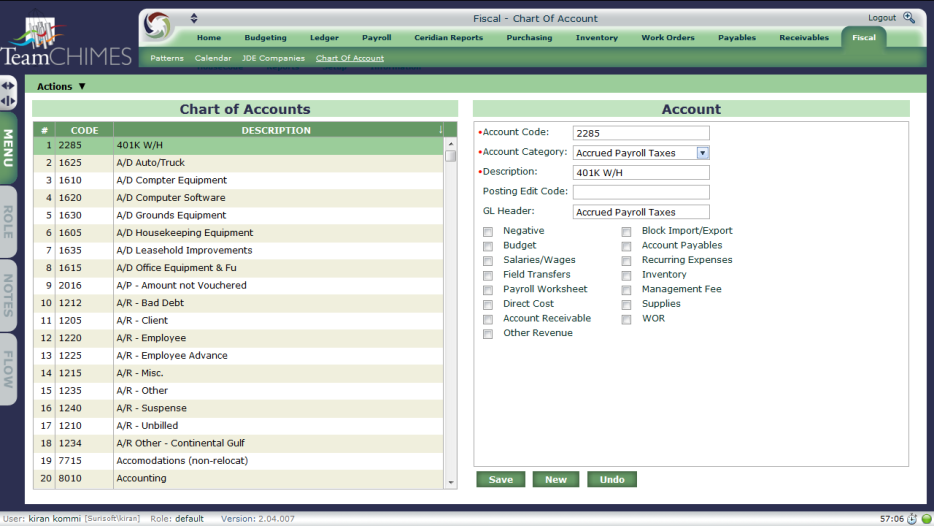 Fiscal - Chart Of Account
Logout
TeamCHIMES
Home Budgeting Ledger Payroll Ceridian Reports Purchasing Inventory Work Orders Payables Receivables Fiscal
Patterns Calendar JDE Companies Chart Of Account
Actions ▼
MENU
ROLE
NOTES
FLOW
Chart of Accounts
# CODE DESCRIPTION ↓
1 2285 401K W/H
2 1625 A/D Auto/Truck
3 1610 A/D Compter Equipment
4 1620 A/D Computer Software
5 1630 A/D Grounds Equipment
6 1605 A/D Housekeeping Equipment
7 1635 A/D Leasehold Improvements
8 1615 A/D Office Equipment & Fu
9 2016 A/P - Amount not Vouchered
10 1212 A/R - Bad Debt
11 1205 A/R - Client
12 1220 A/R - Employee
13 1225 A/R - Employee Advance
14 1215 A/R - Misc.
15 1235 A/R - Other
16 1240 A/R - Suspense
17 1210 A/R - Unbilled
18 1234 A/R Other - Continental Gulf
19 7715 Accomodations (non-relocat)
20 8010 Accounting
Account
•Account Code: 2285
•Account Category: Accrued Payroll Taxes
•Description: 401K W/H
Posting Edit Code:
GL Header: Accrued Payroll Taxes
Negative Block Import/Export
Budget Account Payables
Salaries/Wages Recurring Expenses
Field Transfers Inventory
Payroll Worksheet Management Fee
Direct Cost Supplies
Account Receivable WOR
Other Revenue
Save New Undo
User: kiran kommi [Surisoft\kiran] Role: default Version: 2.04.007 57:06